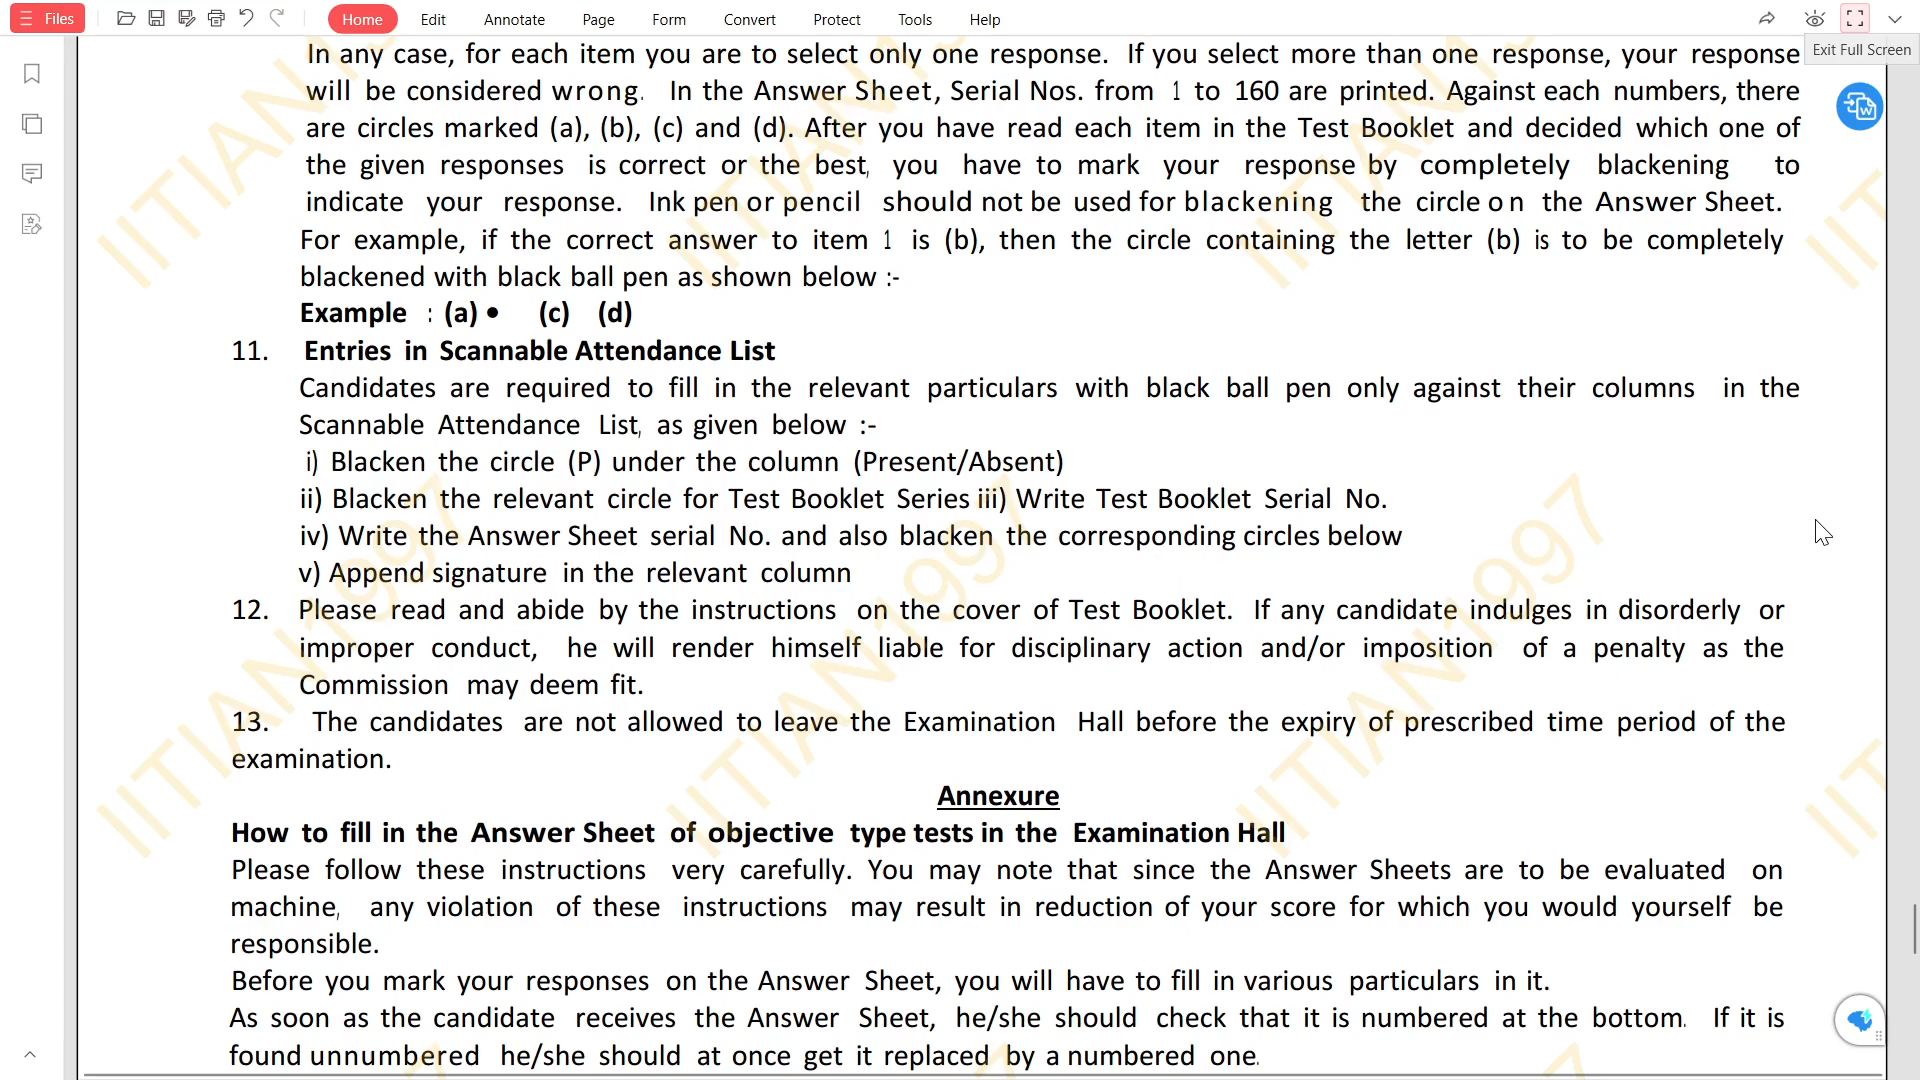 Files Home Edit Annotate Page Form Convert Protect Tools Help
Exit Full Screen
In any case, for each item you are to select only one response. If you select more than one response, your response
will be considered wrong. In the Answer Sheet, Serial Nos. from 1 to 160 are printed. Against each numbers, there
are circles marked (a), (b), (c) and (d). After you have read each item in the Test Booklet and decided which one of
the given responses is correct or the best, you have to mark your response by completely blackening to
indicate your response. Ink pen or pencil should not be used for blackening the circle on the Answer Sheet.
For example, if the correct answer to item 1 is (b), then the circle containing the letter (b) is to be completely
blackened with black ball pen as shown below :-
Example : (a) • (c) (d)
11. Entries in Scannable Attendance List
Candidates are required to fill in the relevant particulars with black ball pen only against their columns in the
Scannable Attendance List, as given below :-
i) Blacken the circle (P) under the column (Present/Absent)
ii) Blacken the relevant circle for Test Booklet Series iii) Write Test Booklet Serial No.
iv) Write the Answer Sheet serial No. and also blacken the corresponding circles below
v) Append signature in the relevant column
12. Please read and abide by the instructions on the cover of Test Booklet. If any candidate indulges in disorderly or
improper conduct, he will render himself liable for disciplinary action and/or imposition of a penalty as the
Commission may deem fit.
13. The candidates are not allowed to leave the Examination Hall before the expiry of prescribed time period of the
examination.
Annexure
How to fill in the Answer Sheet of objective type tests in the Examination Hall
Please follow these instructions very carefully. You may note that since the Answer Sheets are to be evaluated on
machine, any violation of these instructions may result in reduction of your score for which you would yourself be
responsible.
Before you mark your responses on the Answer Sheet, you will have to fill in various particulars in it.
As soon as the candidate receives the Answer Sheet, he/she should check that it is numbered at the bottom. If it is
found unnumbered he/she should at once get it replaced by a numbered one.
IITIAN1997
IITIAN1997
IITIAN1997
IIT
IITIAN1997
IITIAN1997
IITIAN1997
IIT